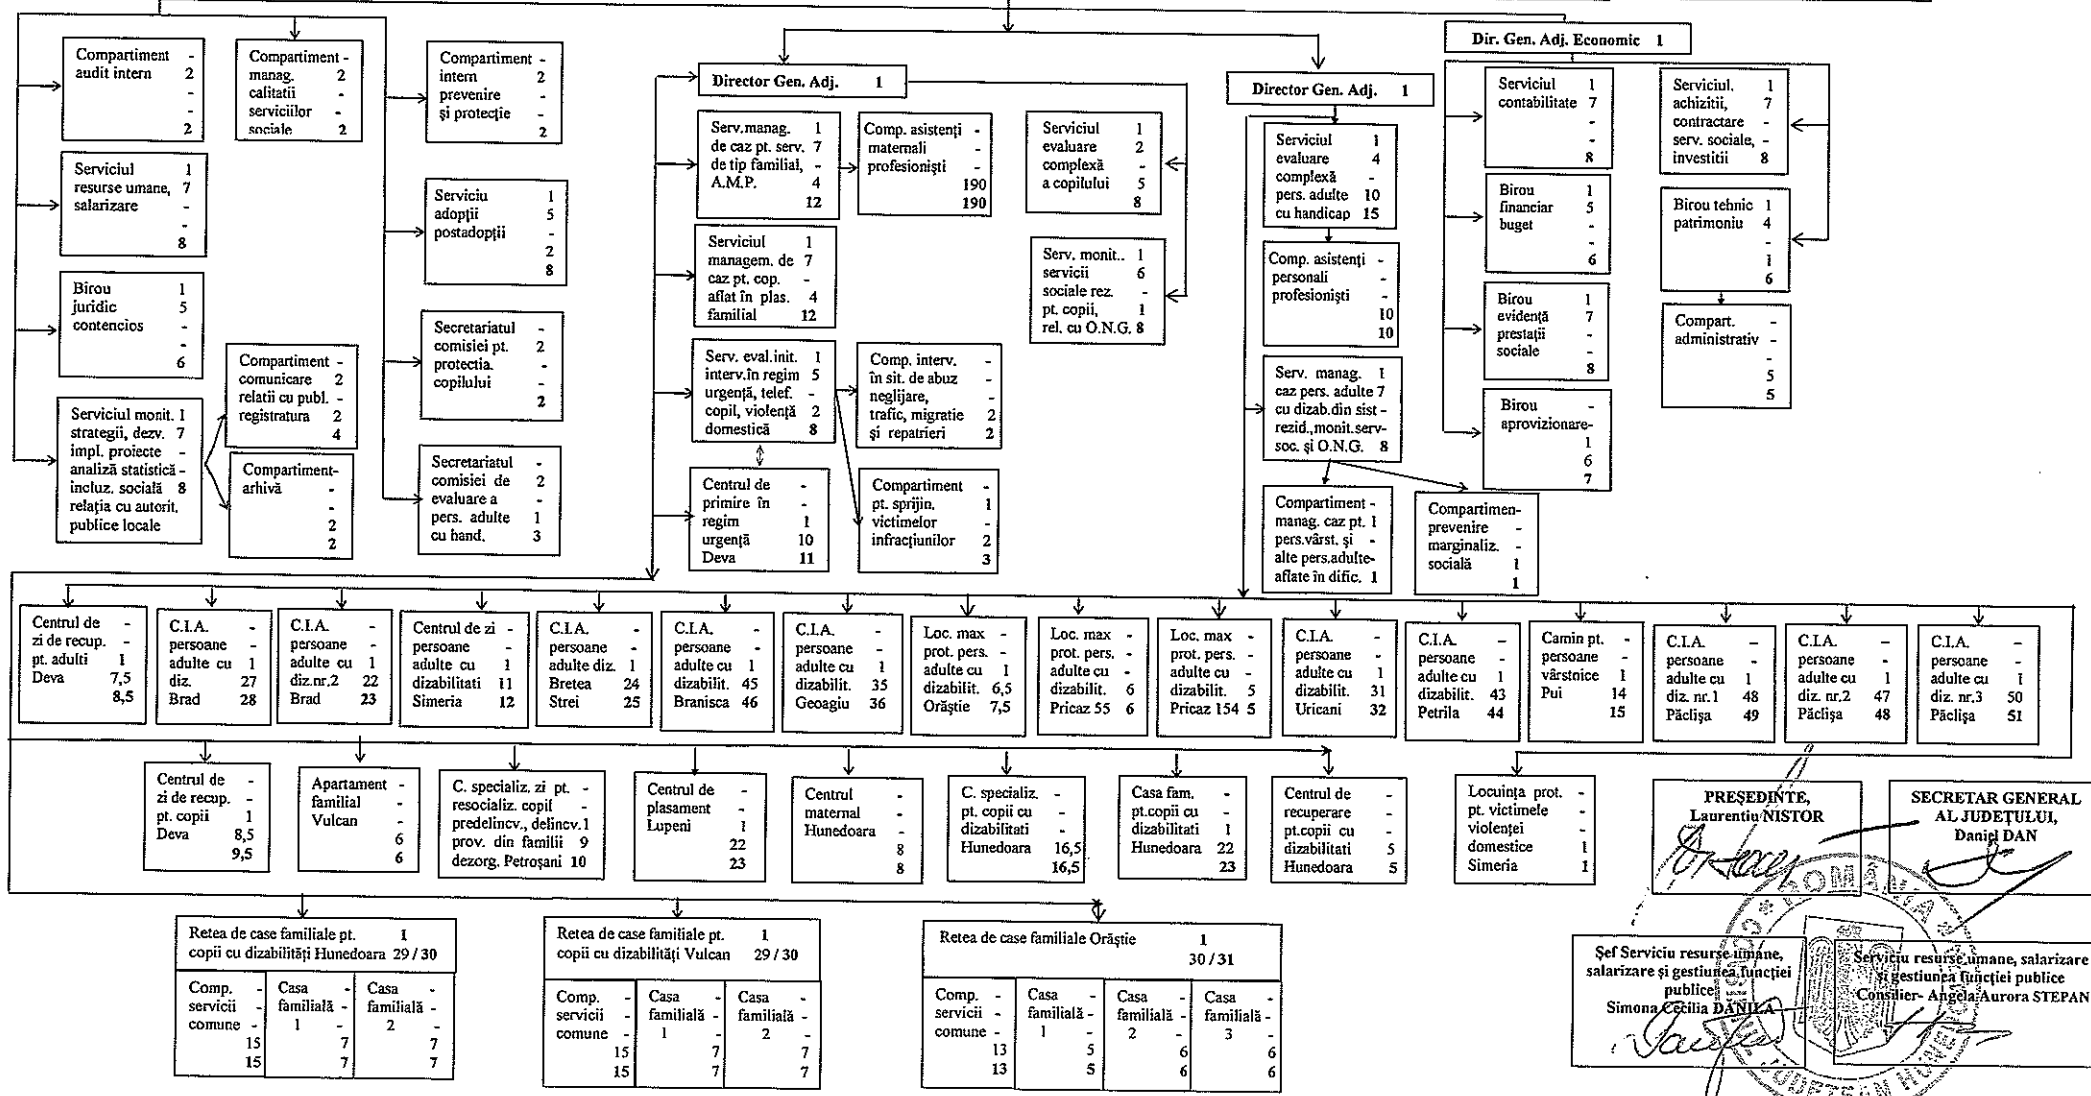 Dir. Gen. Adj. Economic 1
Compartiment -
audit intern 2
-
-
2
Compartiment -
manag. 2
calitatii -
serviciilor -
sociale 2
Compartiment -
intern 2
prevenire -
şi protecţie -
2
Serviciul 1
resurse umane, 7
salarizare -
-
8
Serviciu 1
adopţii 5
postadopţii -
2
8
Birou 1
juridic 5
contencios -
-
6
Compartiment -
comunicare 2
relatii cu publ. -
registratura 2
4
Secretariatul -
comisiei pt. 2
protectia. -
copilului -
2
Serviciul monit. 1
strategii, dezv. 7
impl. proiecte
analiză statistică -
incluz. socială 8
relaţia cu autorit.
publice locale
Compartiment-
arhivă -
-
2
2
Secretariatul -
comisiei de 2
evaluare a -
pers. adulte 1
cu hand. 3
Director Gen. Adj. 1
Serv.manag. 1
de caz pt. serv. 7
de tip familial, -
A.M.P. 4
12
Comp. asistenţi -
maternali -
profesionişti -
190
190
Serviciul 1
evaluare 2
complexă -
a copilului 5
8
Serviciul 1
managem. de 7
caz pt. cop. -
aflat în plas. 4
familial 12
Serv. monit.. 1
servicii 6
sociale rez. -
pt. copii, 1
rel. cu O.N.G. 8
Serv. eval.init. 1
interv.în regim 5
urgenţă, telef. -
copil, violenţă 2
domestică 8
Comp. interv. -
în sit. de abuz -
neglijare, -
trafic, migratie 2
şi repatrieri 2
Centrul de -
primire în -
regim 1
urgenţă 10
Deva 11
Compartiment -
pt. sprijin. 1
victimelor -
infracţiunilor 2
3
Director Gen. Adj. 1
Serviciul 1
evaluare 4
complexă -
pers. adulte 10
cu handicap 15
Comp. asistenţi -
personali -
profesionişti -
10
10
Serv. manag. 1
caz pers. adulte 7
cu dizab.din sist -
rezid.,monit.serv-
soc. şi O.N.G. 8
Compartiment -
manag. caz pt. 1
pers.vârst. şi -
alte pers.adulte-
aflate în dific. 1
Compartimen-
prevenire -
marginaliz. -
socială 1
1
Serviciul 1
contabilitate 7
-
-
8
Serviciul. 1
achizitii, 7
contractare -
serv. sociale, -
investitii 8
Birou 1
financiar 5
buget -
-
6
Birou tehnic 1
patrimoniu 4
-
1
6
Birou 1
evidenţă 7
prestaţii -
sociale -
8
Compart. -
administrativ -
-
5
5
Birou -
aprovizionare-
1
6
7
Centrul de -
zi de recup. -
pt. adulti 1
Deva 7,5
8,5
C.I.A. -
persoane -
adulte cu 1
diz. 27
Brad 28
C.I.A. -
persoane -
adulte cu 1
diz.nr.2 22
Brad 23
Centrul de zi -
persoane -
adulte cu 1
dizabilitati 11
Simeria 12
C.I.A. -
persoane -
adulte diz. 1
Bretea 24
Strei 25
C.I.A. -
persoane -
adulte cu 1
dizabilit. 45
Branisca 46
C.I.A. -
persoane -
adulte cu 1
dizabilit. 35
Geoagiu 36
Loc. max -
prot. pers. -
adulte cu 1
dizabilit. 6,5
Orăştie 7,5
Loc. max -
prot. pers. -
adulte cu -
dizabilit. 6
Pricaz 55 6
Loc. max -
prot. pers. -
adulte cu -
dizabilit. 5
Pricaz 154 5
C.I.A. -
persoane -
adulte cu 1
dizabilit. 31
Uricani 32
C.I.A. -
persoane -
adulte cu 1
dizabilit. 43
Petrila 44
Camin pt. -
persoane -
vârstnice 1
Pui 14
15
C.I.A. -
persoane -
adulte cu 1
diz. nr.1 48
Păclişa 49
C.I.A. -
persoane -
adulte cu 1
diz. nr.2 47
Păclişa 48
C.I.A. -
persoane -
adulte cu 1
diz. nr.3 50
Păclişa 51
Centrul de -
zi de recup. -
pt. copii 1
Deva 8,5
9,5
Apartament -
familial -
Vulcan -
6
6
C. specializ. zi pt. -
resocializ. copil -
predelincv., delincv.1
prov. din familii 9
dezorg. Petroşani 10
Centrul de -
plasament -
Lupeni 1
22
23
Centrul -
maternal -
Hunedoara -
8
8
C. specializ. -
pt. copii cu -
dizabilitati -
Hunedoara 16,5
16,5
Casa fam. -
pt.copii cu -
dizabilitati 1
Hunedoara 22
23
Centrul de -
recuperare -
pt.copii cu -
dizabilitati 5
Hunedoara 5
Locuinţa prot. -
pt. victimele -
violenţei -
domestice 1
Simeria 1
PREŞEDINTE,
Laurentiu NISTOR
SECRETAR GENERAL
AL JUDEŢULUI,
Daniel DAN
Retea de case familiale pt. 1
copii cu dizabilităţi Hunedoara 29 / 30
Comp. -
servicii -
comune -
15
15
Casa -
familială -
1 -
7
7
Casa -
familială -
2 -
7
7
Retea de case familiale pt. 1
copii cu dizabilităţi Vulcan 29 / 30
Comp. -
servicii -
comune -
15
15
Casa -
familială -
1 -
7
7
Casa -
familială -
2 -
7
7
Retea de case familiale Orăştie 1
30 / 31
Comp. -
servicii -
comune -
13
13
Casa -
familială -
1 -
5
5
Casa -
familială -
2 -
6
6
Casa -
familială -
3 -
6
6
Şef Serviciu resurse umane,
salarizare şi gestiunea funcţiei
publice
Simona Cecilia DĂNILĂ
Serviciu resurse umane, salarizare
şi gestiunea funcţiei publice
Consilier- Angela Aurora STEPAN
ROMÂNIA